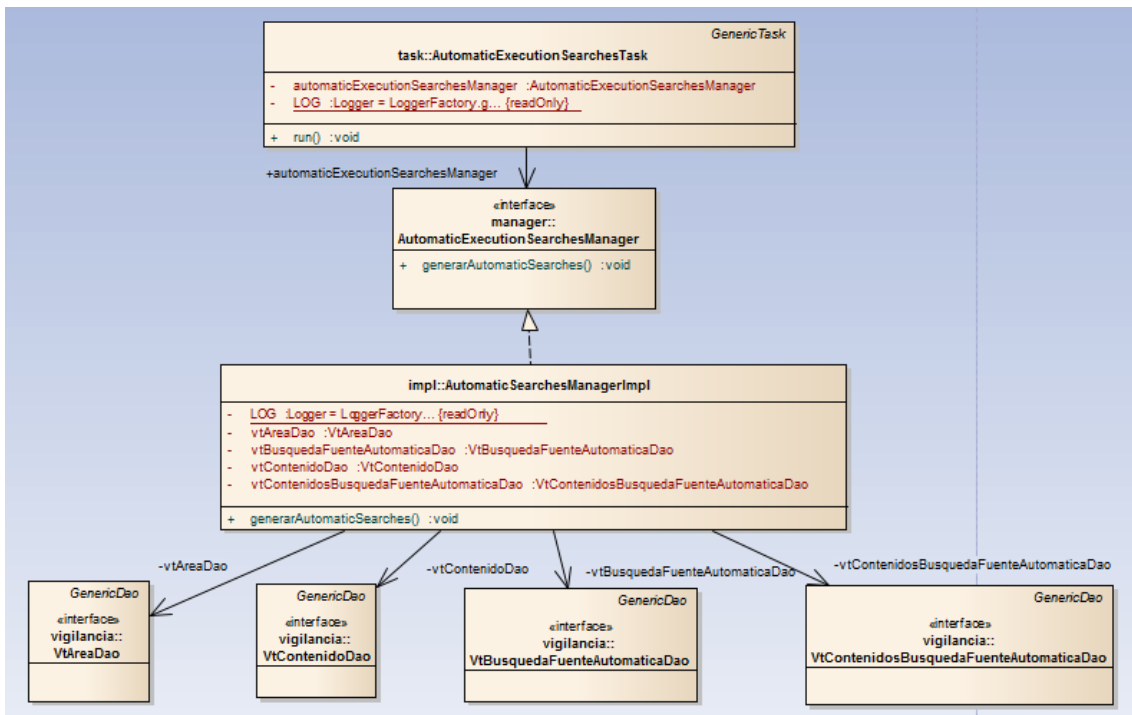 GenericTask
task::AutomaticExecutionSearchesTask
- automaticExecutionSearchesManager :AutomaticExecutionSearchesManager
- LOG :Logger = LoggerFactory.g... {readOnly}
+ run() :void
+automaticExecutionSearchesManager
«interface»
manager::
AutomaticExecutionSearchesManager
+ generarAutomaticSearches() :void
impl::AutomaticSearchesManagerImpl
- LOG :Logger = LoggerFactory... {readOnly}
- vtAreaDao :VtAreaDao
- vtBusquedaFuenteAutomaticaDao :VtBusquedaFuenteAutomaticaDao
- vtContenidoDao :VtContenidoDao
- vtContenidosBusquedaFuenteAutomaticaDao :VtContenidosBusquedaFuenteAutomaticaDao
+ generarAutomaticSearches() :void
-vtAreaDao
-vtContenidoDao
-vtBusquedaFuenteAutomaticaDao
-vtContenidosBusquedaFuenteAutomaticaDao
GenericDao
«interface»
vigilancia::
VtAreaDao
GenericDao
«interface»
vigilancia::
VtContenidoDao
GenericDao
«interface»
vigilancia::
VtBusquedaFuenteAutomaticaDao
GenericDao
«interface»
vigilancia::
VtContenidosBusquedaFuenteAutomaticaDao